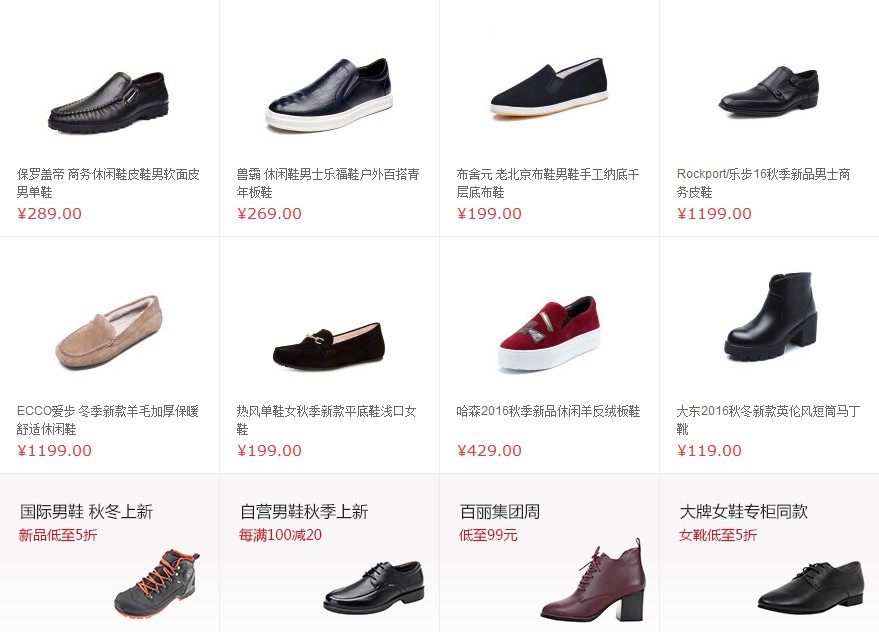 保罗盖帝 商务休闲鞋皮鞋男软面皮
男单鞋
¥289.00
兽霸 休闲鞋男士乐福鞋户外百搭青
年板鞋
¥269.00
布舍元 老北京布鞋男鞋手工纳底千
层底布鞋
¥199.00
Rockport/乐步16秋季新品男士商
务皮鞋
¥1199.00
ECCO爱步 冬季新款羊毛加厚保暖
舒适休闲鞋
¥1199.00
热风单鞋女秋季新款平底鞋浅口女
鞋
¥199.00
哈森2016秋季新品休闲羊反绒板鞋
¥429.00
大东2016秋冬新款英伦风短筒马丁
靴
¥119.00
国际男鞋 秋冬上新
新品低至5折
自营男鞋秋季上新
每满100减20
百丽集团周
低至99元
大牌女鞋专柜同款
女靴低至5折